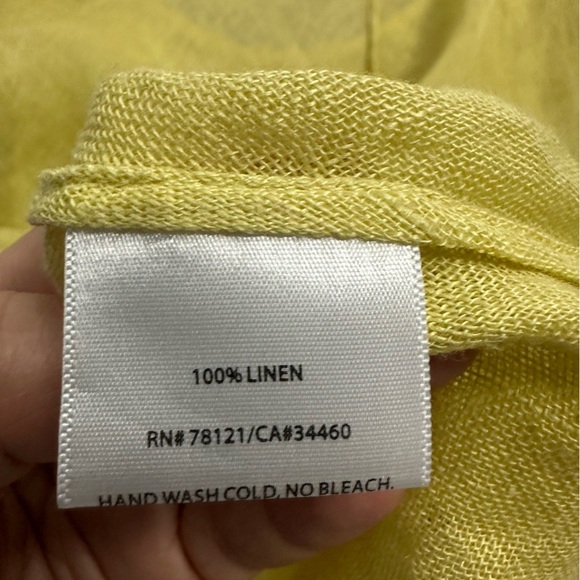 100% LINEN
RN# 78121/CA#34460
HAND WASH COLD, NO BLEACH.